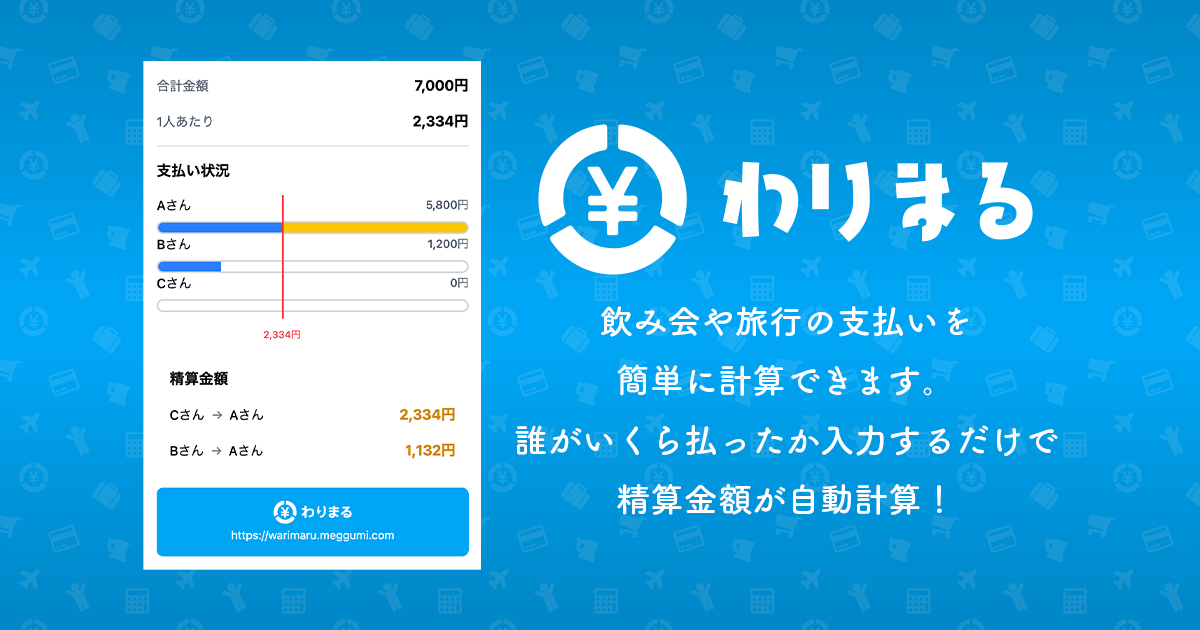 合計金額 7,000円
1人あたり 2,334円
支払い状況
Aさん 5,800円
Bさん 1,200円
Cさん 0円
2,334円
精算金額
Cさん → Aさん 2,334円
Bさん → Aさん 1,132円
¥ わりまる
https://warimaru.meggumi.com
¥ わりまる
飲み会や旅行の支払いを
簡単に計算できます。
誰がいくら払ったか入力するだけで
精算金額が自動計算！